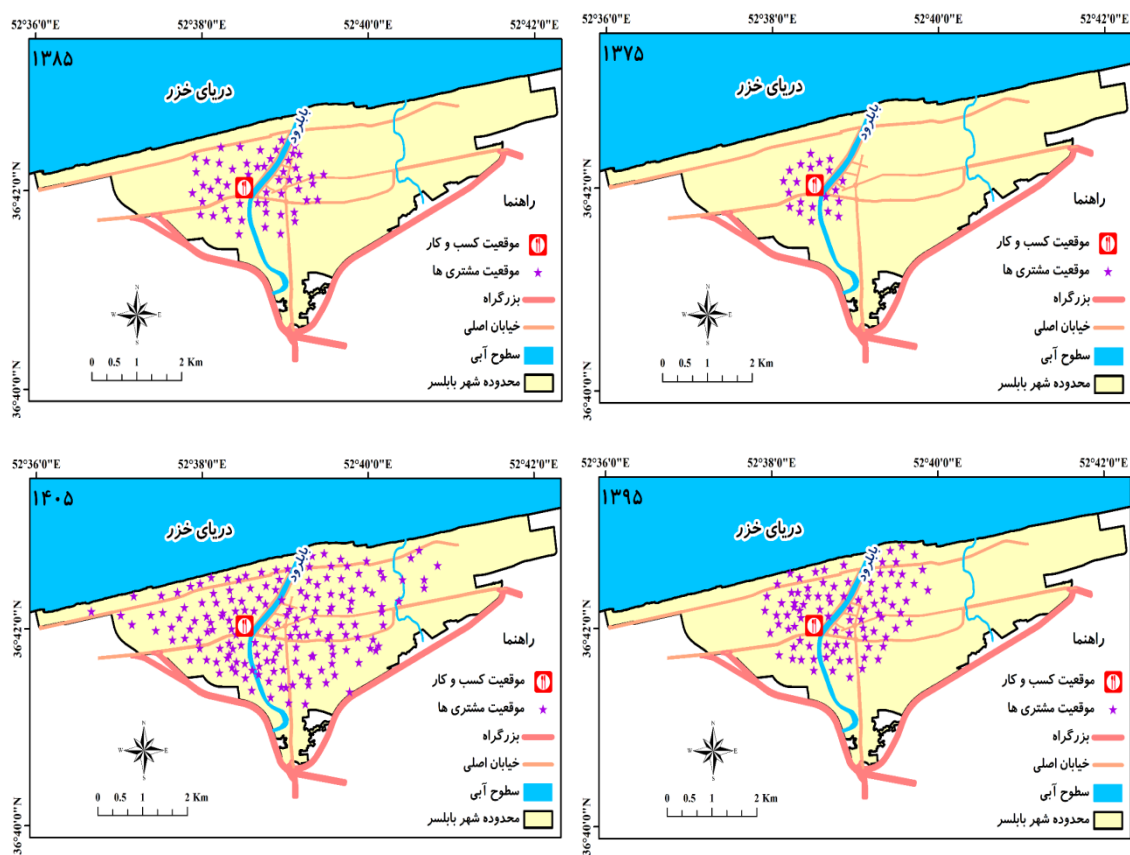 52°36'0"E 52°38'0"E 52°40'0"E 52°42'0"E
۱۳۷۵
دریای خزر
بابلرود
36°42'0"N
36°40'0"N
راهنما
موقعیت کسب و کار
موقعیت مشتری ها
بزرگراه
خیابان اصلی
سطوح آبی
محدوده شهر بابلسر
N
W E
S
0 0.5 1 2 Km
52°36'0"E 52°38'0"E 52°40'0"E 52°42'0"E
۱۳۸۵
دریای خزر
بابلرود
36°42'0"N
36°40'0"N
راهنما
موقعیت کسب و کار
موقعیت مشتری ها
بزرگراه
خیابان اصلی
سطوح آبی
محدوده شهر بابلسر
N
W E
S
0 0.5 1 2 Km
52°36'0"E 52°38'0"E 52°40'0"E 52°42'0"E
۱۳۹۵
دریای خزر
بابلرود
36°42'0"N
36°40'0"N
راهنما
موقعیت کسب و کار
موقعیت مشتری ها
بزرگراه
خیابان اصلی
سطوح آبی
محدوده شهر بابلسر
N
W E
S
0 0.5 1 2 Km
52°36'0"E 52°38'0"E 52°40'0"E 52°42'0"E
۱۴۰۵
دریای خزر
بابلرود
36°42'0"N
36°40'0"N
راهنما
موقعیت کسب و کار
موقعیت مشتری ها
بزرگراه
خیابان اصلی
سطوح آبی
محدوده شهر بابلسر
N
W E
S
0 0.5 1 2 Km